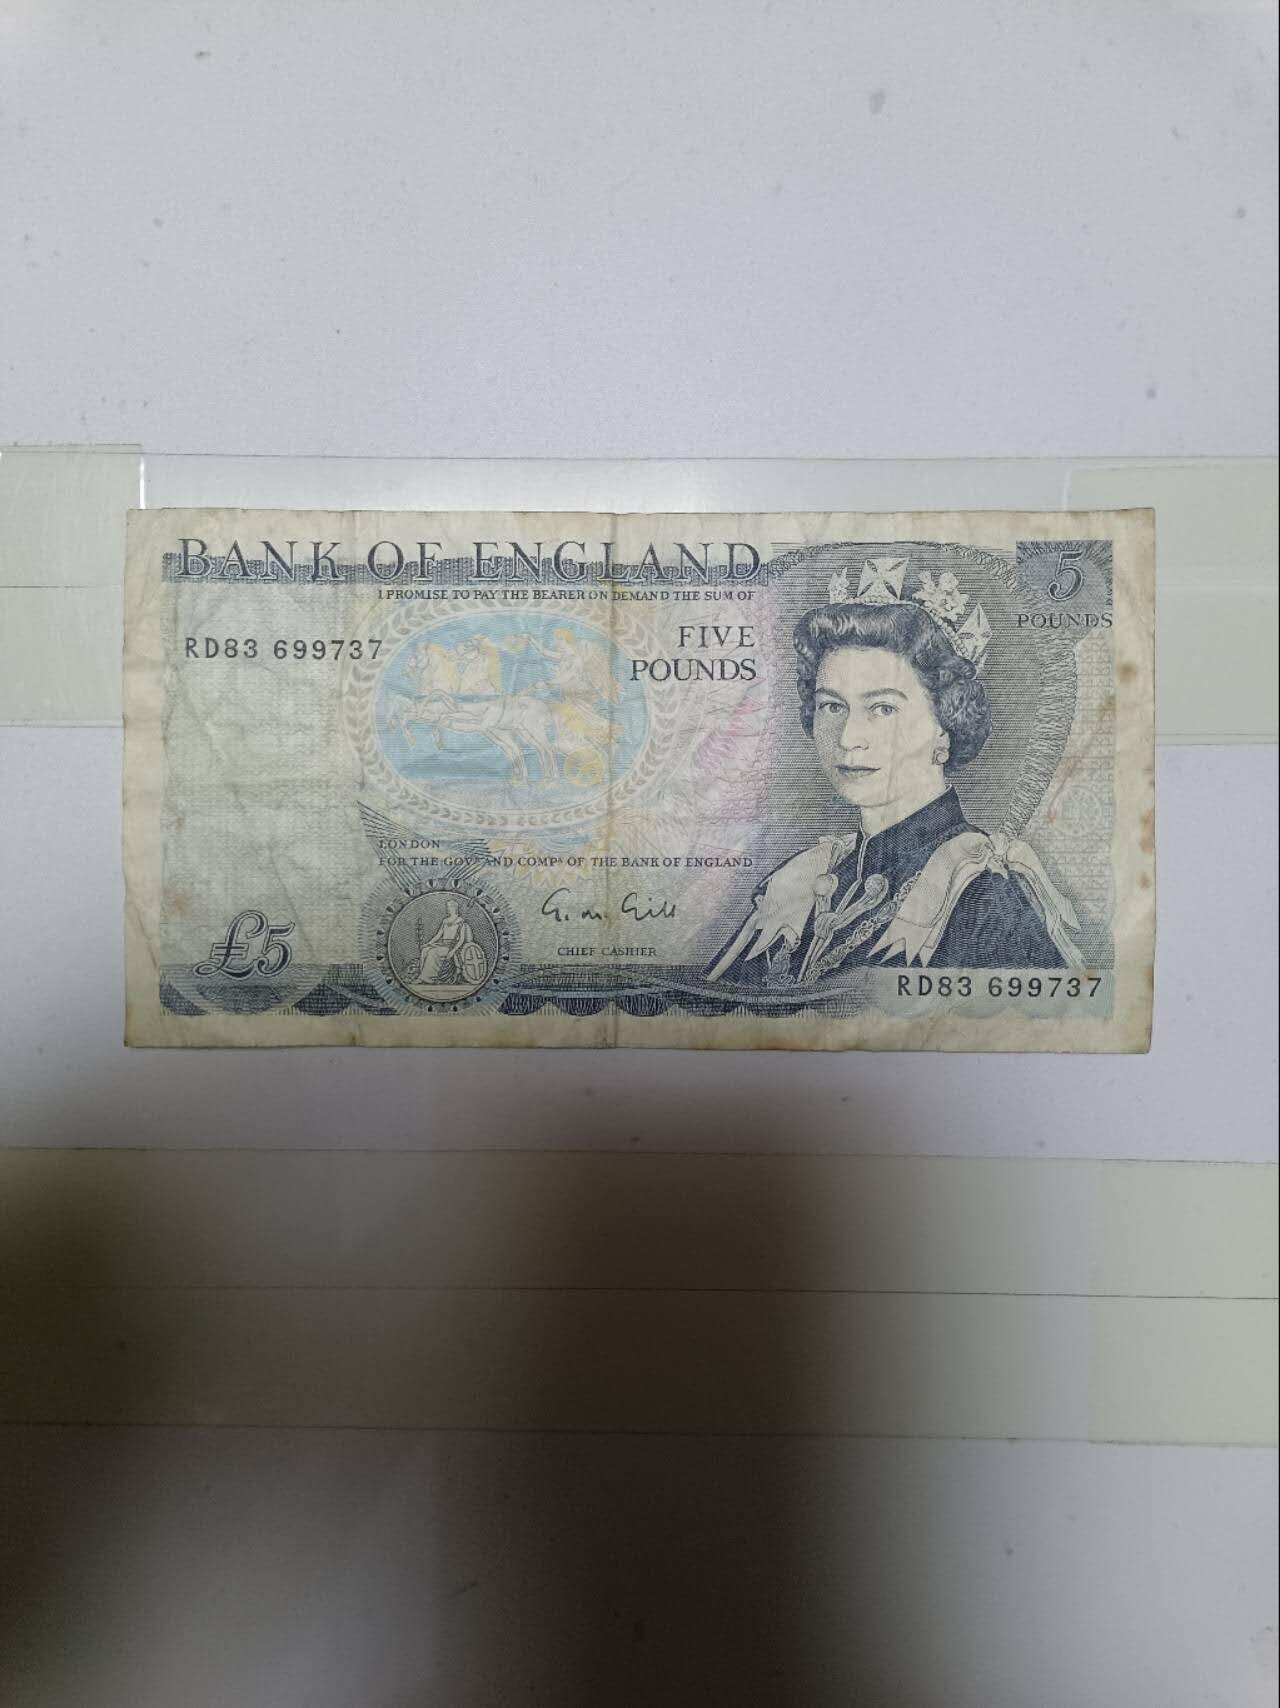 BANK OF ENGLAND
I PROMISE TO PAY THE BEARER ON DEMAND THE SUM OF
5
POUNDS
RD83 699737
FIVE
POUNDS
LONDON
FOR THE GOVR AND COMPA OF THE BANK OF ENGLAND
G. M. Gill
£5
CHIEF CASHIER
RD83 699737